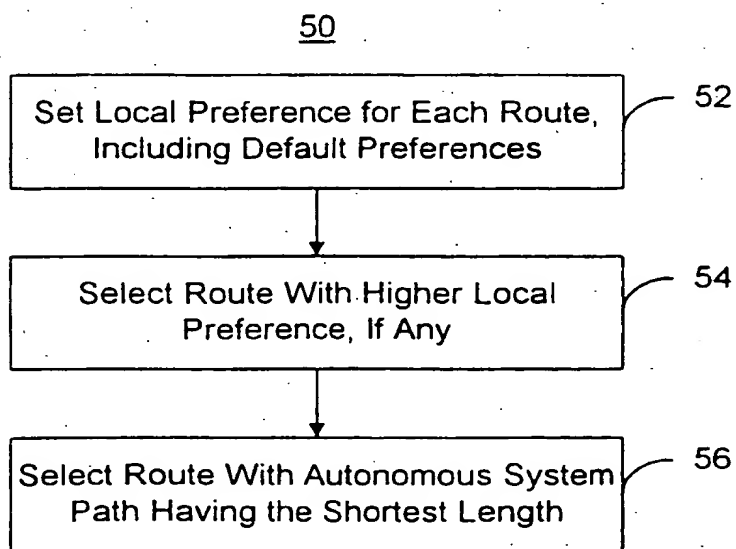 50
Set Local Preference for Each Route,
Including Default Preferences
52
Select Route With Higher Local
Preference, If Any
54
Select Route With Autonomous System
Path Having the Shortest Length
56